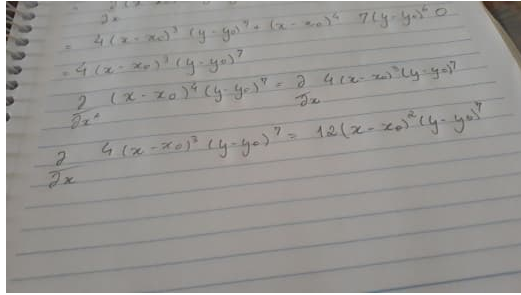 ∂x
= 4(x-x₀)³ (y-y₀)⁷ + (x-x₀)⁴ 7(y-y₀)⁶ 0
= 4(x-x₀)³ (y-y₀)⁷
∂/∂x² (x-x₀)⁴ (y-y₀)⁷ = ∂/∂x 4(x-x₀)³ (y-y₀)⁷
∂/∂x 4(x-x₀)³ (y-y₀)⁷ = 12(x-x₀)² (y-y₀)⁷